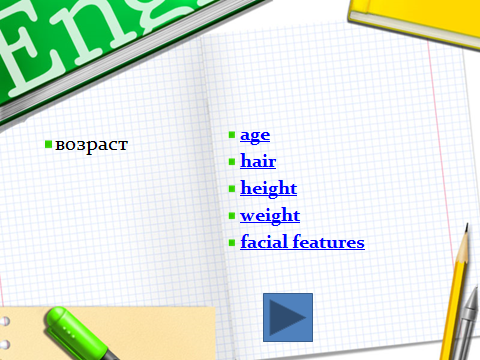 Eng
возраст
age
hair
height
weight
facial features